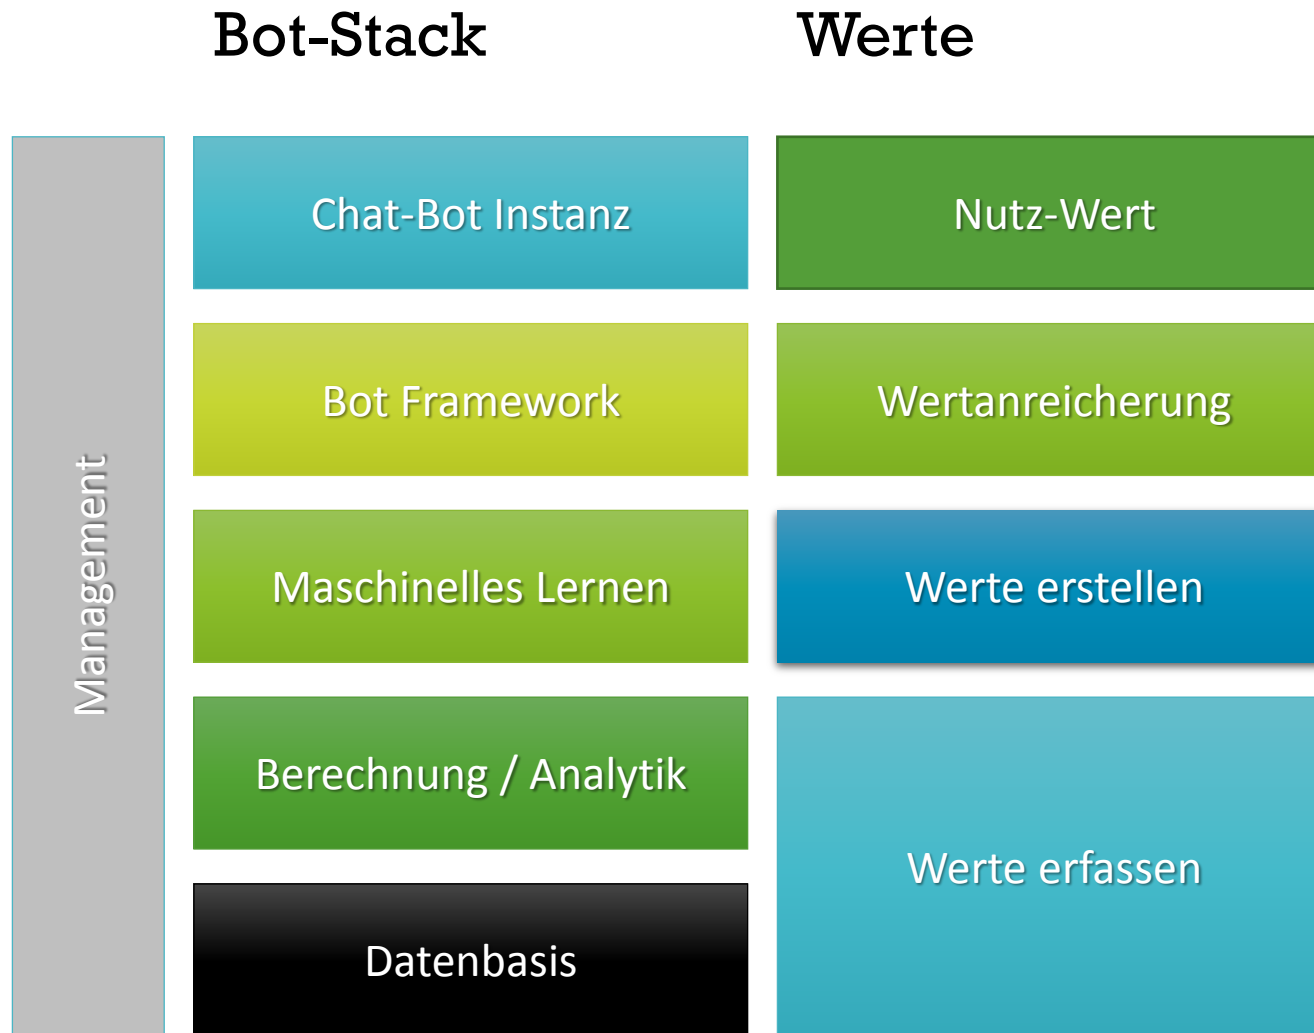 Bot-Stack
Werte
Management
Chat-Bot Instanz
Nutz-Wert
Bot Framework
Wertanreicherung
Maschinelles Lernen
Werte erstellen
Berechnung / Analytik
Werte erfassen
Datenbasis